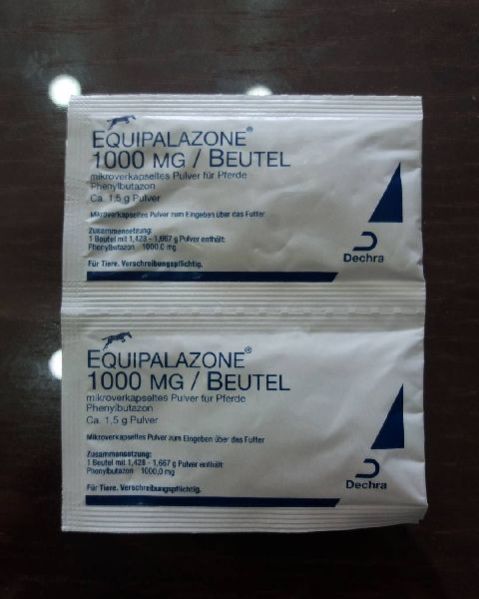 EQUIPALAZONE®
1000 MG / BEUTEL
mikroverkapseltes Pulver für Pferde
Phenylbutazon
Ca. 1,5 g Pulver
Mikroverkapseltes Pulver zum Eingeben über das Futter
Zusammensetzung:
1 Beutel mit 1,428 - 1,667 g Pulver enthält:
Phenylbutazon 1000,0 mg
Für Tiere. Verschreibungspflichtig.
Dechra
EQUIPALAZONE®
1000 MG / BEUTEL
mikroverkapseltes Pulver für Pferde
Phenylbutazon
Ca. 1,5 g Pulver
Mikroverkapseltes Pulver zum Eingeben über das Futter
Zusammensetzung:
1 Beutel mit 1,428 - 1,667 g Pulver enthält
Phenylbutazon 1000,0 mg
Für Tiere. Verschreibungspflichtig.
Dechra